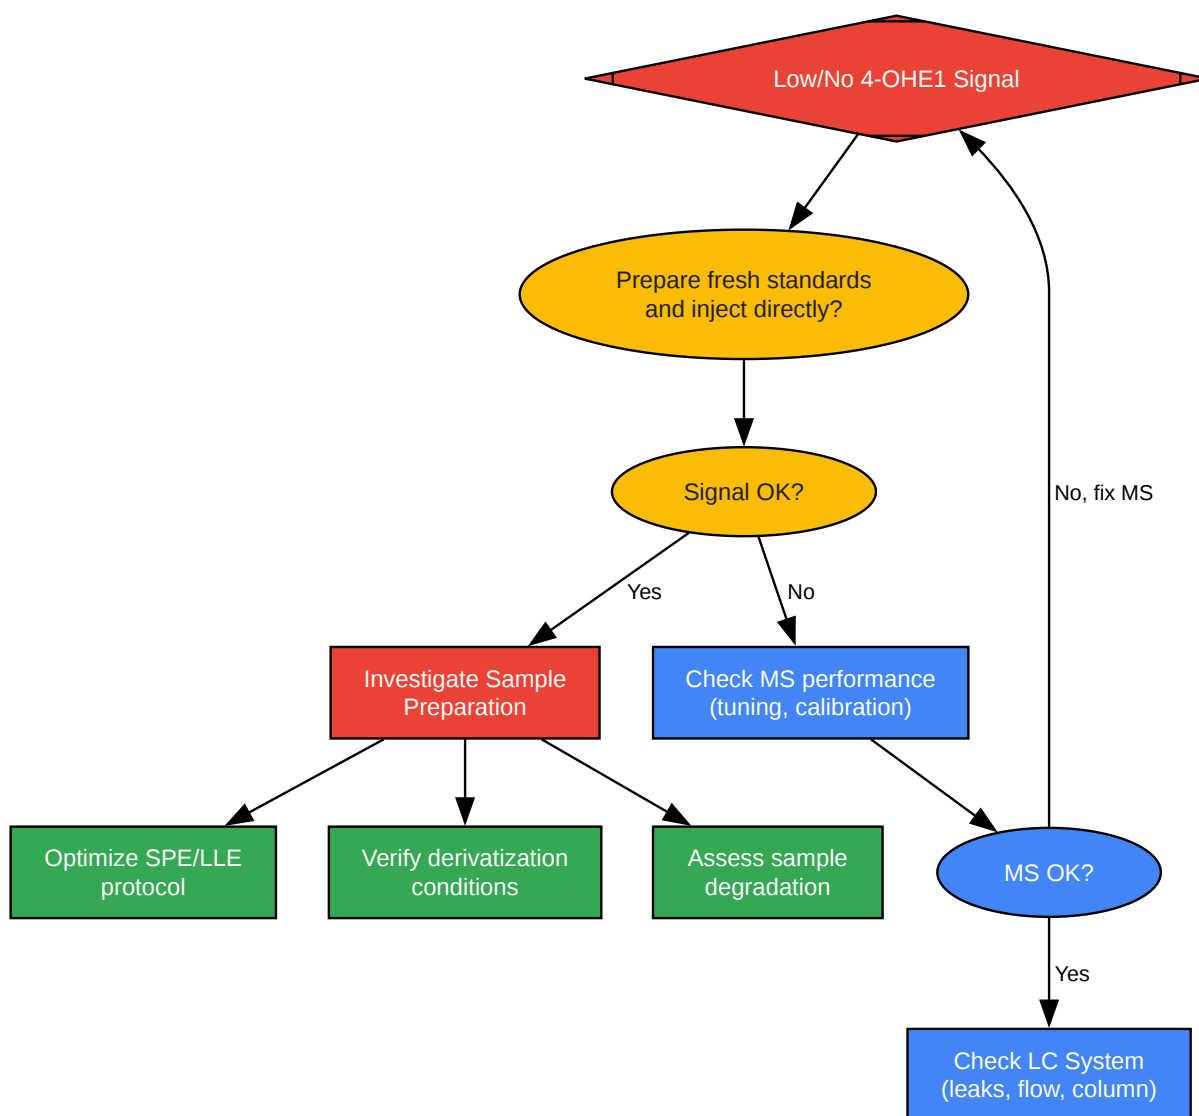 Low/No 4-OHE1 Signal
Prepare fresh standards
and inject directly?
Signal OK?
No, fix MS
Yes
No
Investigate Sample
Preparation
Check MS performance
(tuning, calibration)
Optimize SPE/LLE
protocol
Verify derivatization
conditions
Assess sample
degradation
MS OK?
Yes
Check LC System
(leaks, flow, column)